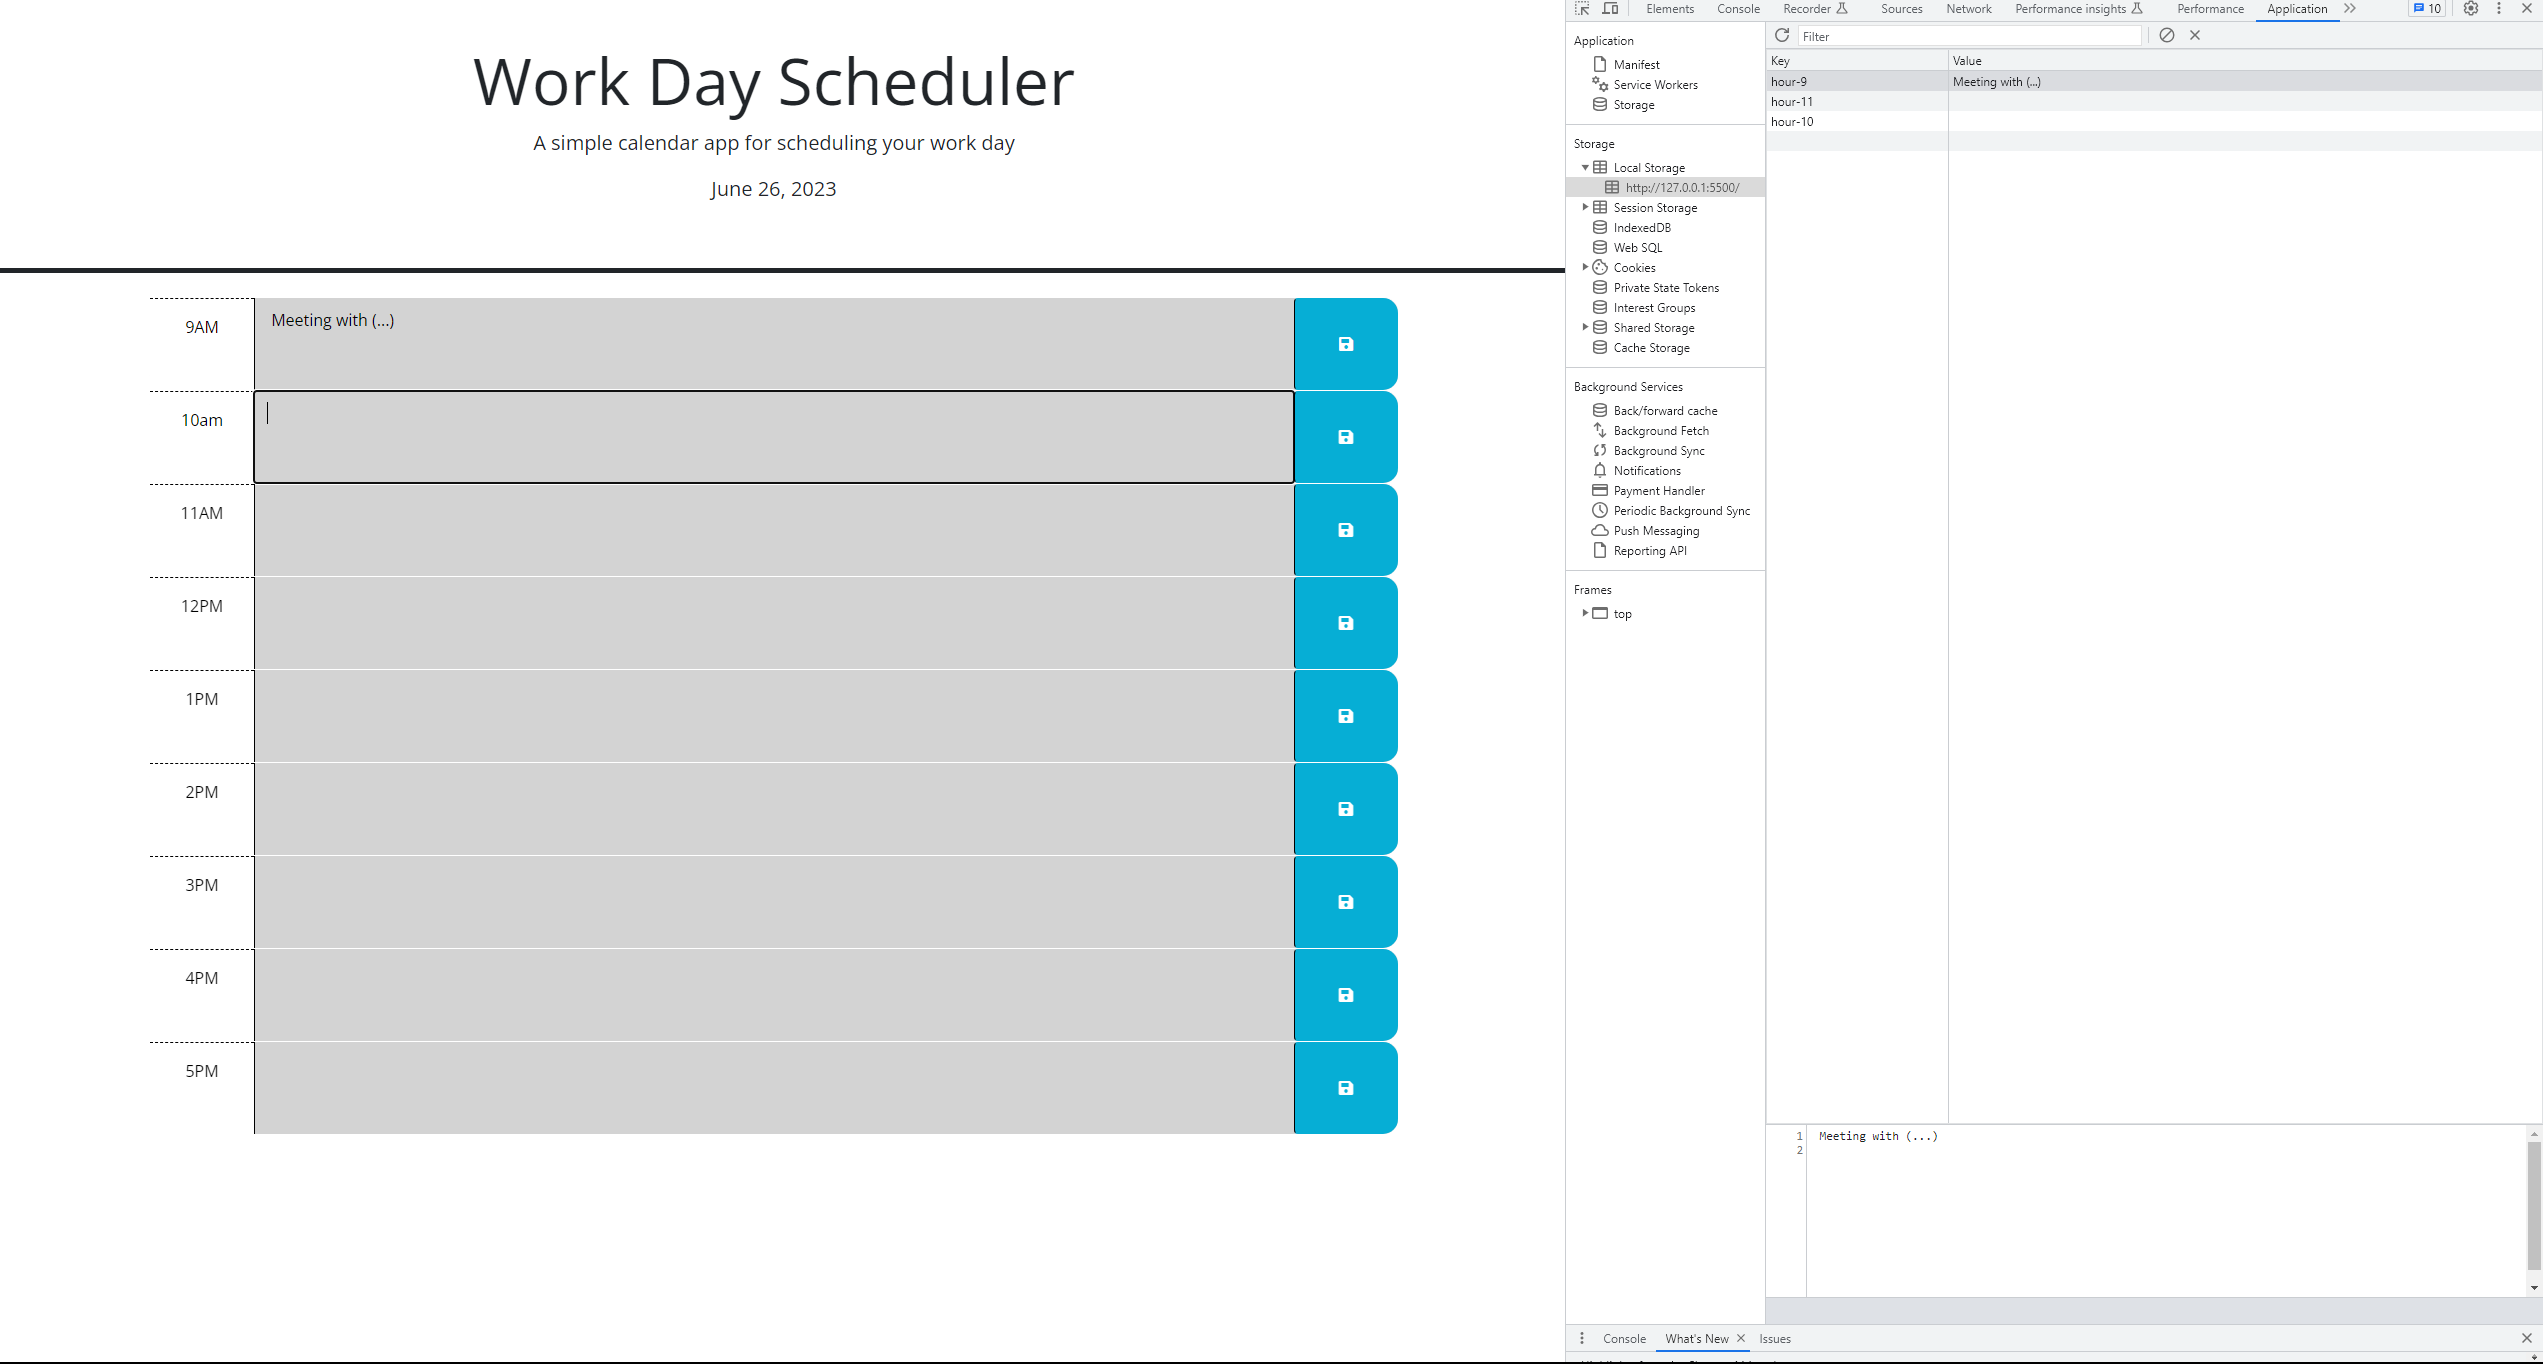 Work Day Scheduler
A simple calendar app for scheduling your work day
June 26, 2023
9AM Meeting with (...)
10am
11AM
12PM
1PM
2PM
3PM
4PM
5PM
Elements Console Recorder Sources Network Performance insights Performance Application 10
Application
Manifest
Service Workers
Storage
Storage
Local Storage
http://127.0.0.1:5500/
Session Storage
IndexedDB
Web SQL
Cookies
Private State Tokens
Interest Groups
Shared Storage
Cache Storage
Background Services
Back/forward cache
Background Fetch
Background Sync
Notifications
Payment Handler
Periodic Background Sync
Push Messaging
Reporting API
Frames
top
Filter
Key Value
hour-9 Meeting with (...)
hour-11
hour-10
1 Meeting with (...)
2
Console What's New Issues